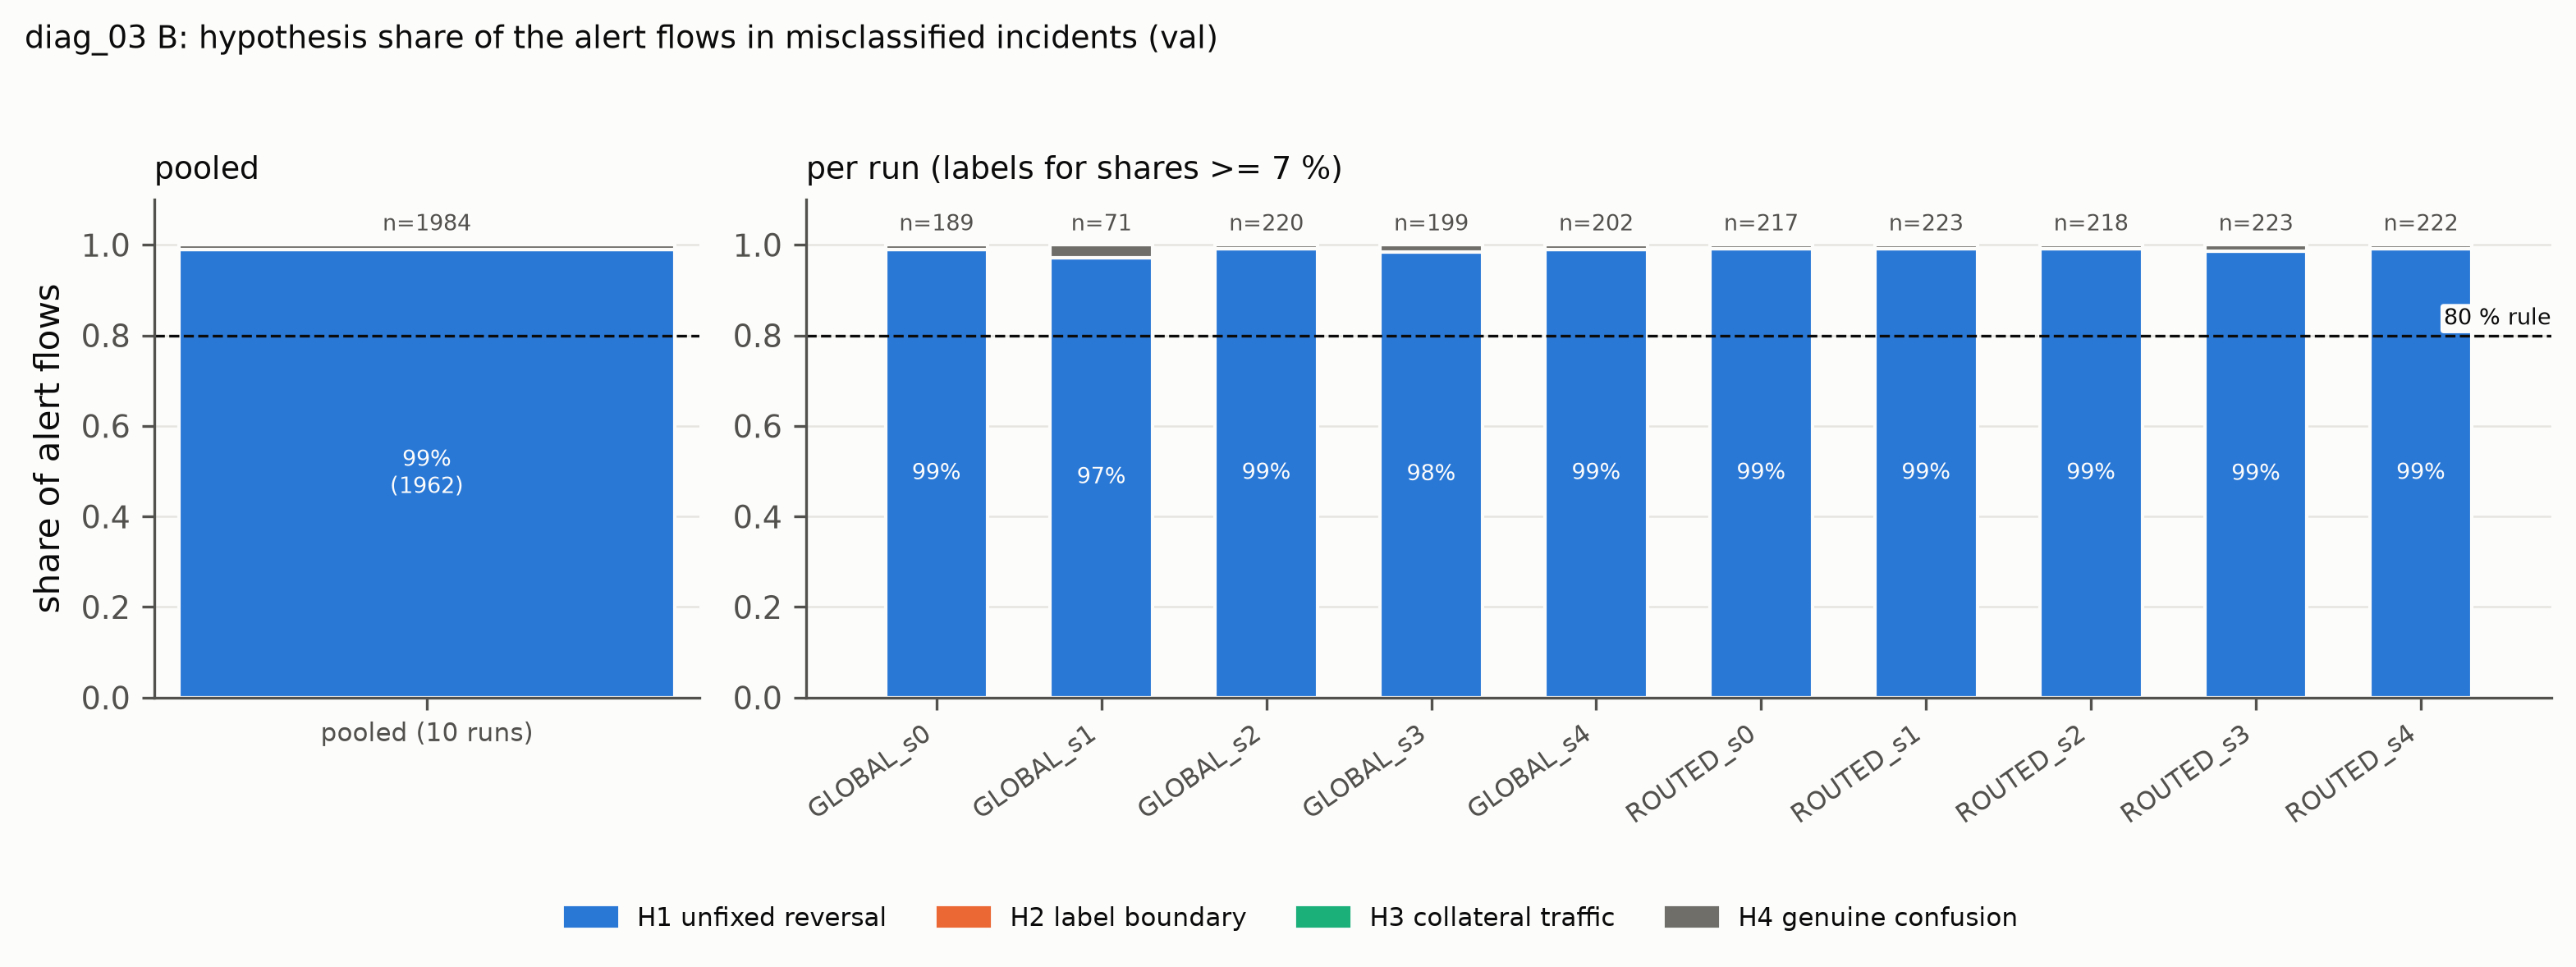 diag_03 B: hypothesis share of the alert flows in misclassified incidents (val)
pooled
share of alert flows
1.0
0.8
0.6
0.4
0.2
0.0
n=1984
99%
(1962)
pooled (10 runs)
per run (labels for shares >= 7 %)
1.0
0.8
0.6
0.4
0.2
0.0
n=189
n=71
n=220
n=199
n=202
n=217
n=223
n=218
n=223
n=222
80 % rule
99%
97%
99%
98%
99%
99%
99%
99%
99%
99%
GLOBAL_s0
GLOBAL_s1
GLOBAL_s2
GLOBAL_s3
GLOBAL_s4
ROUTED_s0
ROUTED_s1
ROUTED_s2
ROUTED_s3
ROUTED_s4
H1 unfixed reversal
H2 label boundary
H3 collateral traffic
H4 genuine confusion